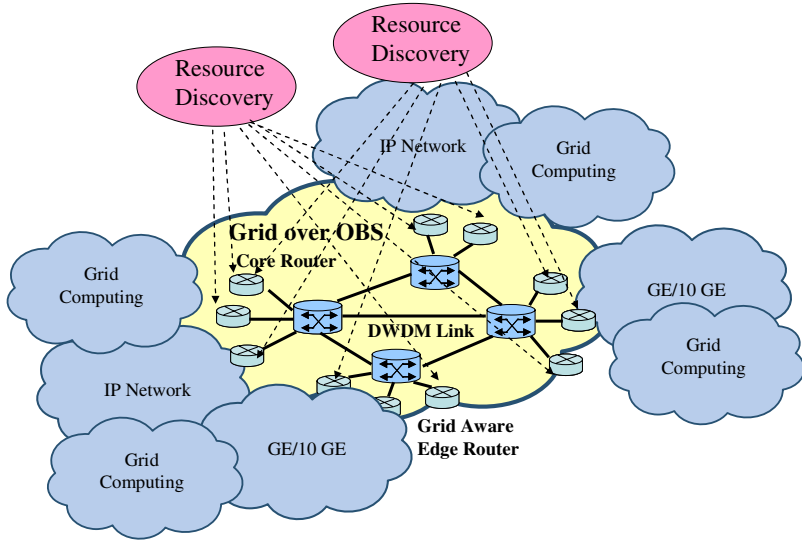 Resource
Discovery
Resource
Discovery
IP Network
Grid
Computing
Grid over OBS
Core Router
Grid
Computing
GE/10 GE
DWDM Link
Grid
Computing
IP Network
Grid Aware
Edge Router
GE/10 GE
Grid
Computing